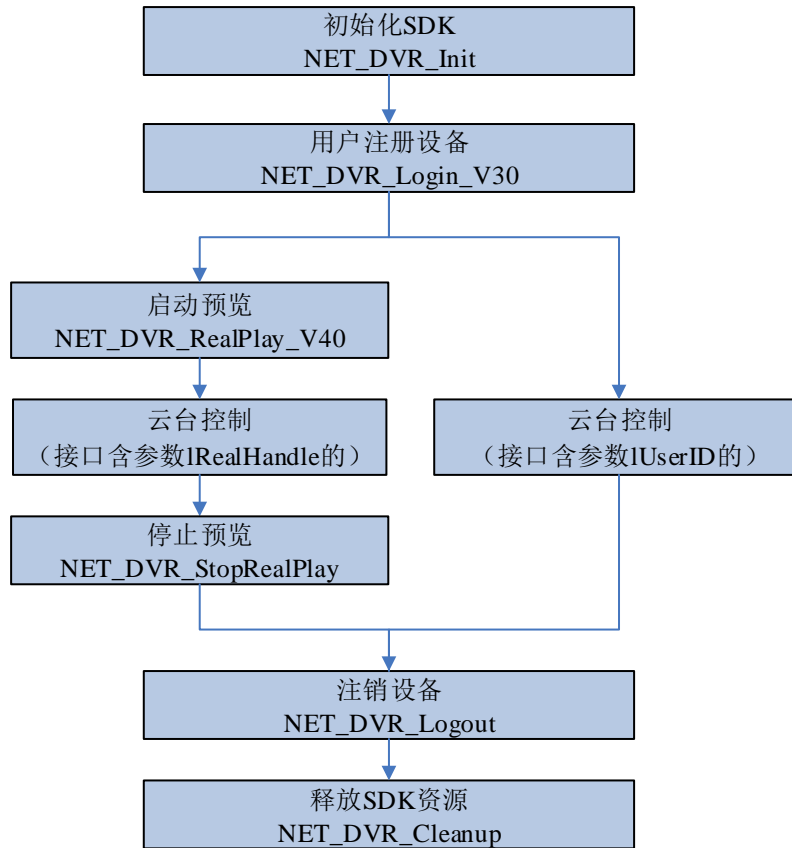 初始化SDK
NET_DVR_Init
用户注册设备
NET_DVR_Login_V30
启动预览
NET_DVR_RealPlay_V40
云台控制
（接口含参数lRealHandle的）
云台控制
（接口含参数lUserID的）
停止预览
NET_DVR_StopRealPlay
注销设备
NET_DVR_Logout
释放SDK资源
NET_DVR_Cleanup